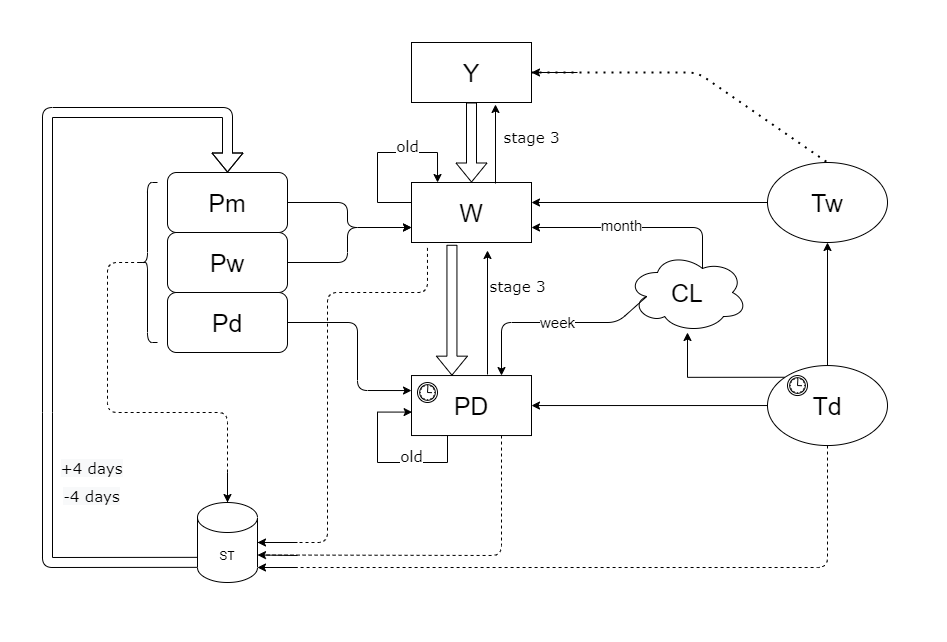 Y
stage 3
old
Pm
W
Tw
month
Pw
stage 3
CL
Pd
week
PD
Td
old
+4 days
-4 days
ST